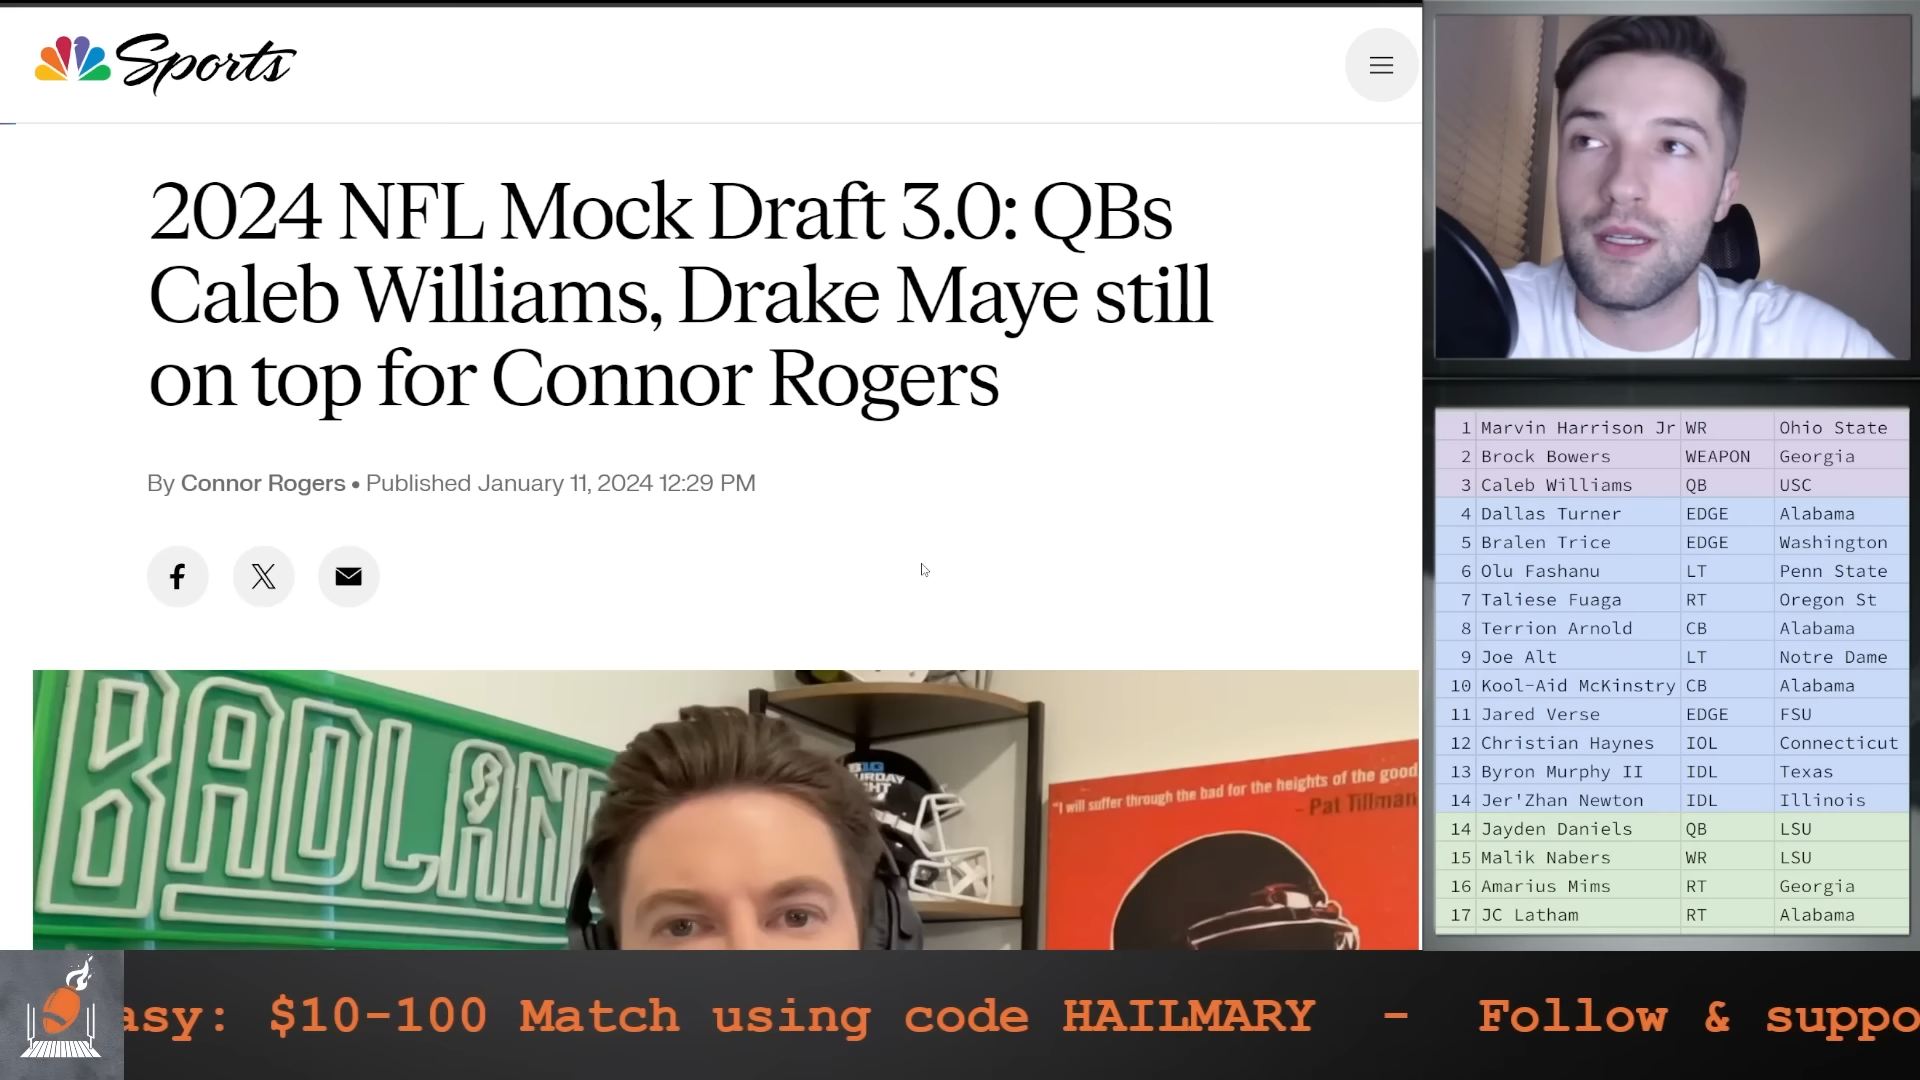 Sports
2024 NFL Mock Draft 3.0: QBs
Caleb Williams, Drake Maye still
on top for Connor Rogers
By Connor Rogers • Published January 11, 2024 12:29 PM
BADLAND
B1G
URDAY
HT
"I will suffer through the bad for the heights of the good
- Pat Tillman
1 Marvin Harrison Jr WR Ohio State
2 Brock Bowers WEAPON Georgia
3 Caleb Williams QB USC
4 Dallas Turner EDGE Alabama
5 Bralen Trice EDGE Washington
6 Olu Fashanu LT Penn State
7 Taliese Fuaga RT Oregon St
8 Terrion Arnold CB Alabama
9 Joe Alt LT Notre Dame
10 Kool-Aid McKinstry CB Alabama
11 Jared Verse EDGE FSU
12 Christian Haynes IOL Connecticut
13 Byron Murphy II IDL Texas
14 Jer'Zhan Newton IDL Illinois
14 Jayden Daniels QB LSU
15 Malik Nabers WR LSU
16 Amarius Mims RT Georgia
17 JC Latham RT Alabama
asy: $10-100 Match using code HAILMARY - Follow & suppo